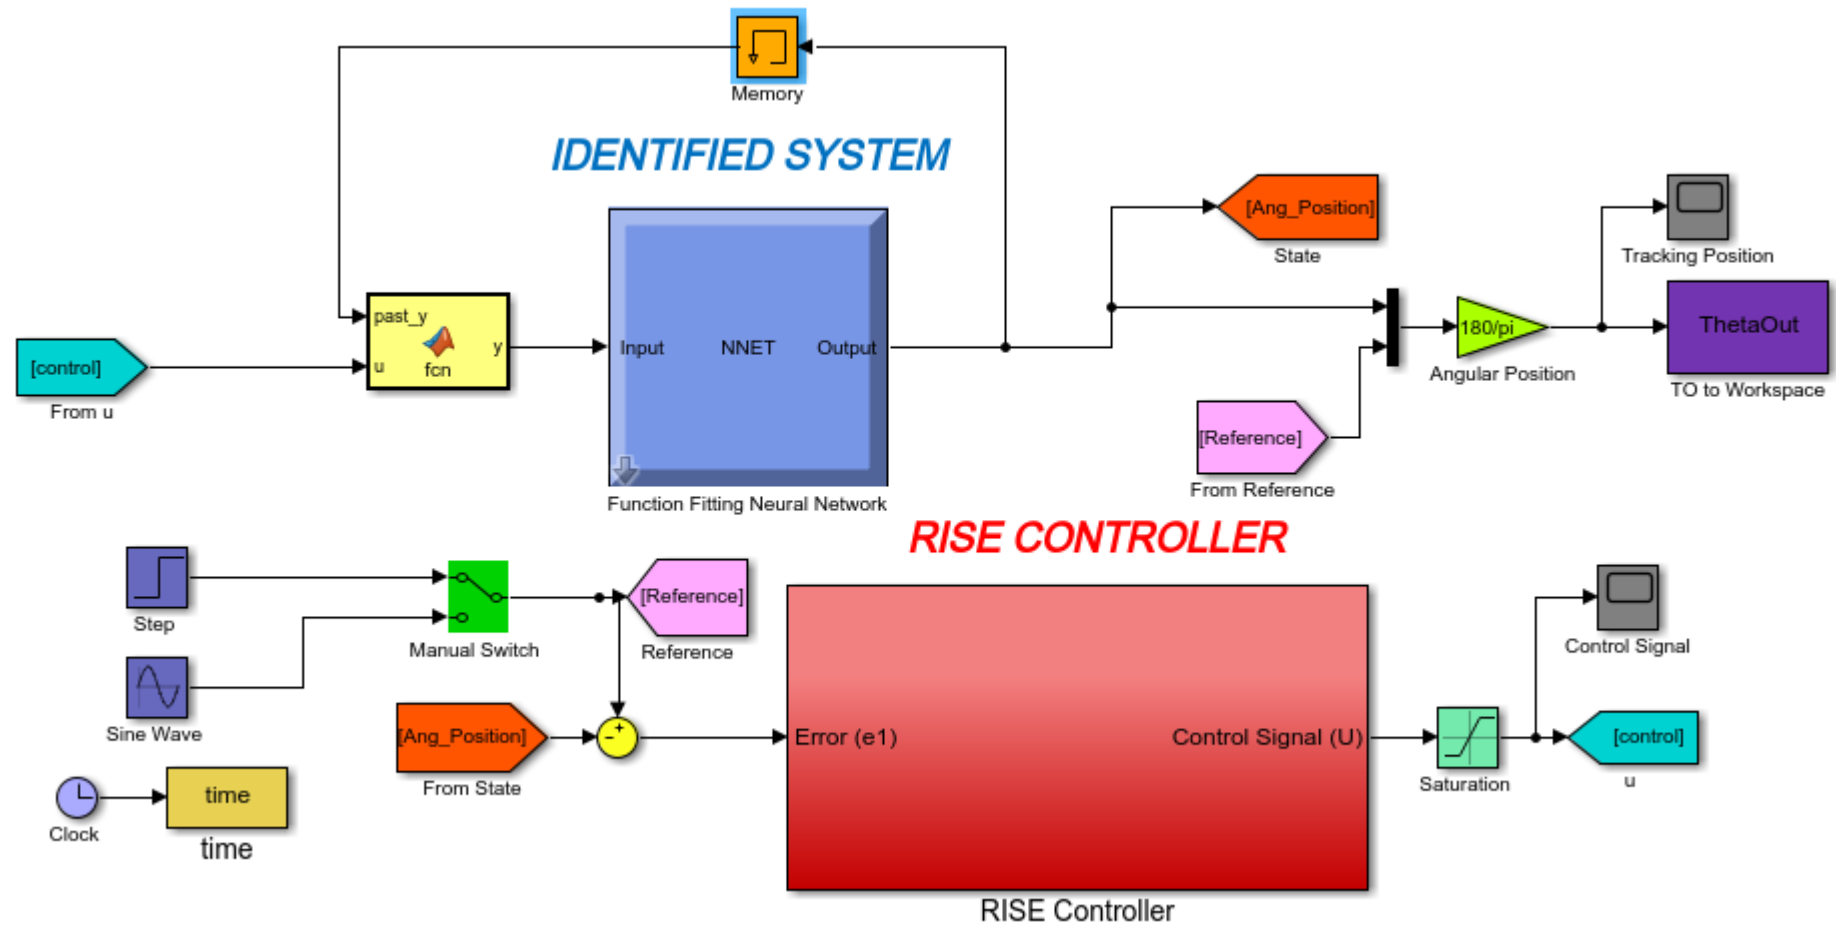 Memory
IDENTIFIED SYSTEM
[Ang_Position]
State
Tracking Position
past_y
u
fcn
y
Input
NNET
Output
[control]
From u
180/pi
Angular Position
ThetaOut
TO to Workspace
[Reference]
From Reference
Function Fitting Neural Network
RISE CONTROLLER
Step
Manual Switch
[Reference]
Reference
Sine Wave
[Ang_Position]
From State
- +
Error (e1)
Control Signal (U)
RISE Controller
Saturation
Control Signal
[control]
u
Clock
time
time